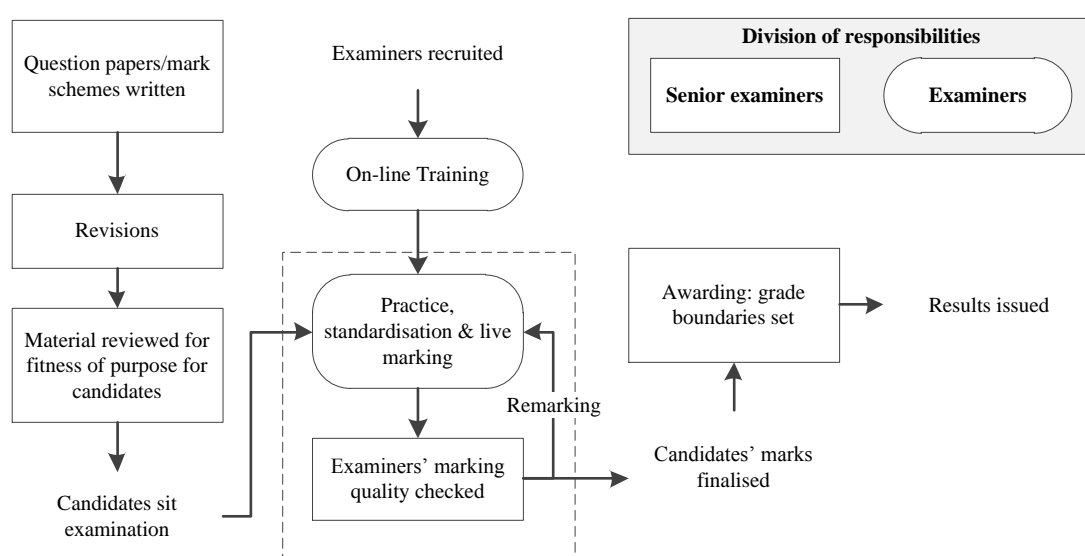 Question papers/mark
schemes written
Revisions
Material reviewed for
fitness of purpose for
candidates
Candidates sit
examination
Examiners recruited
On-line Training
Practice,
standardisation & live
marking
Remarking
Examiners’ marking
quality checked
Division of responsibilities
Senior examiners
Examiners
Awarding: grade
boundaries set
Results issued
Candidates’ marks
finalised